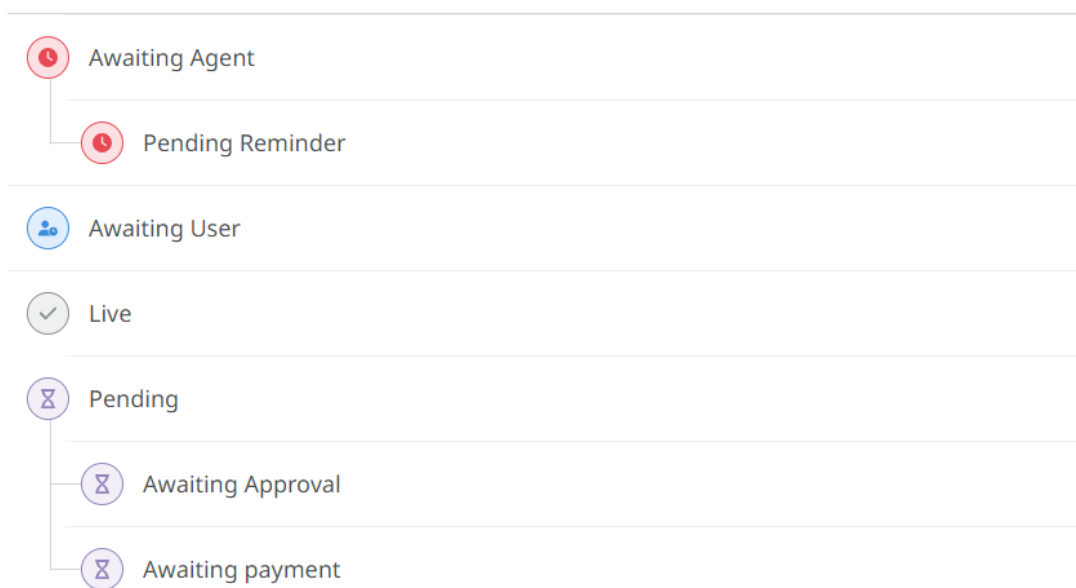 Awaiting Agent
Pending Reminder
Awaiting User
Live
Pending
Awaiting Approval
Awaiting payment